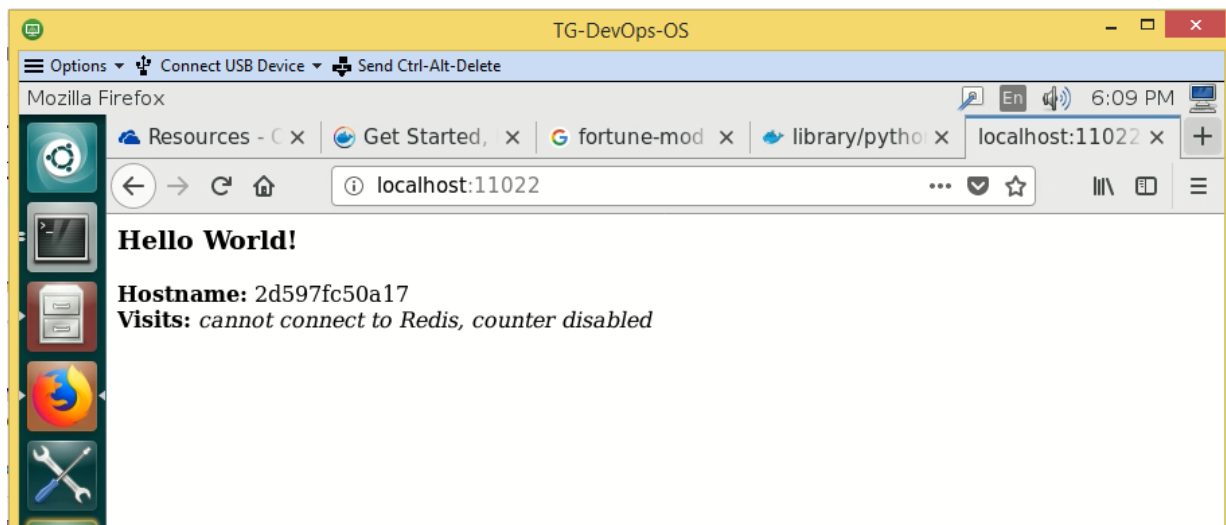 TG-DevOps-OS
Options Connect USB Device Send Ctrl-Alt-Delete
Mozilla Firefox En 6:09 PM
Resources - Get Started, fortune-mod library/pytho localhost:11022
localhost:11022
Hello World!
Hostname: 2d597fc50a17
Visits: cannot connect to Redis, counter disabled